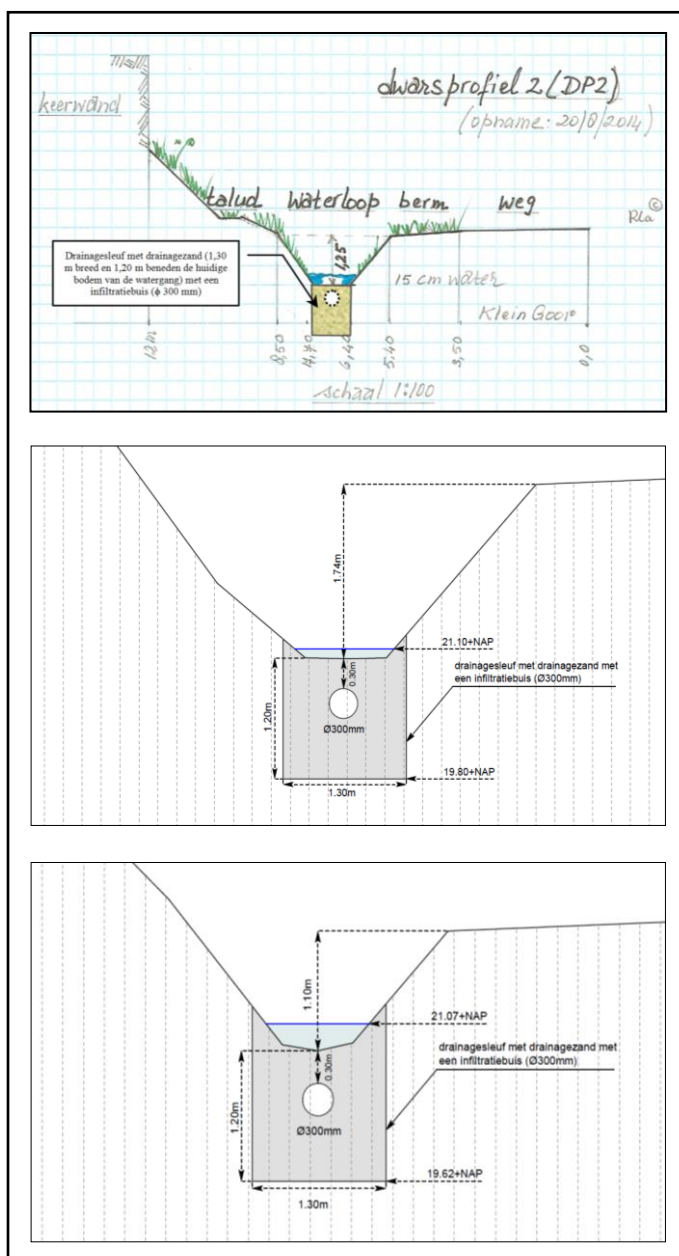 dwarsprofiel 2 (DP2)
(opname: 20/8/2014)
keerwand
talud waterloop berm weg
Rla ©
1,25
Drainagesleuf met drainagezand (1,30
m breed en 1,20 m beneden de huidige
bodem van de watergang) met een
infiltratiebuis (ϕ 300 mm)
15 cm water
Klein Goor
12m 8,50 7,70 6,40 5,40 3,50 0,0
schaal 1:100
1.74m
21.10+NAP
0.30m
drainagesleuf met drainagezand met
een infiltratiebuis (Ø300mm)
1.20m
Ø300mm
19.80+NAP
1.30m
1.10m
21.07+NAP
0.30m
drainagesleuf met drainagezand met
een infiltratiebuis (Ø300mm)
1.20m
Ø300mm
19.62+NAP
1.30m